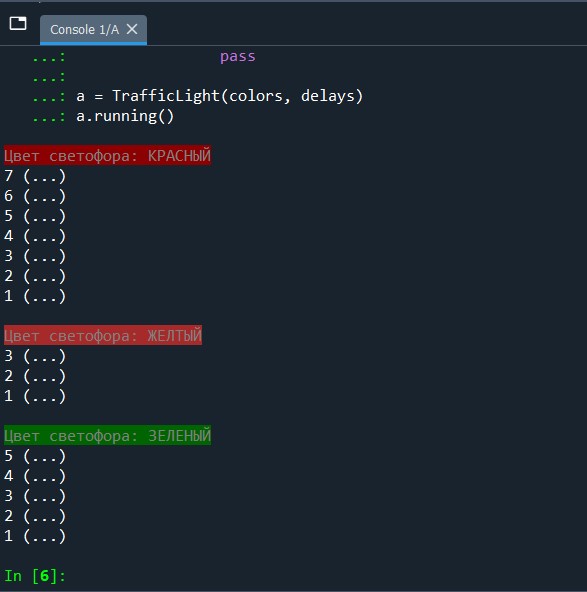 Console 1/A
...: pass
...:
...: a = TrafficLight(colors, delays)
...: a.running()
Цвет светофора: КРАСНЫЙ
7 (...)
6 (...)
5 (...)
4 (...)
3 (...)
2 (...)
1 (...)
Цвет светофора: ЖЕЛТЫЙ
3 (...)
2 (...)
1 (...)
Цвет светофора: ЗЕЛЕНЫЙ
5 (...)
4 (...)
3 (...)
2 (...)
1 (...)
In [6]: